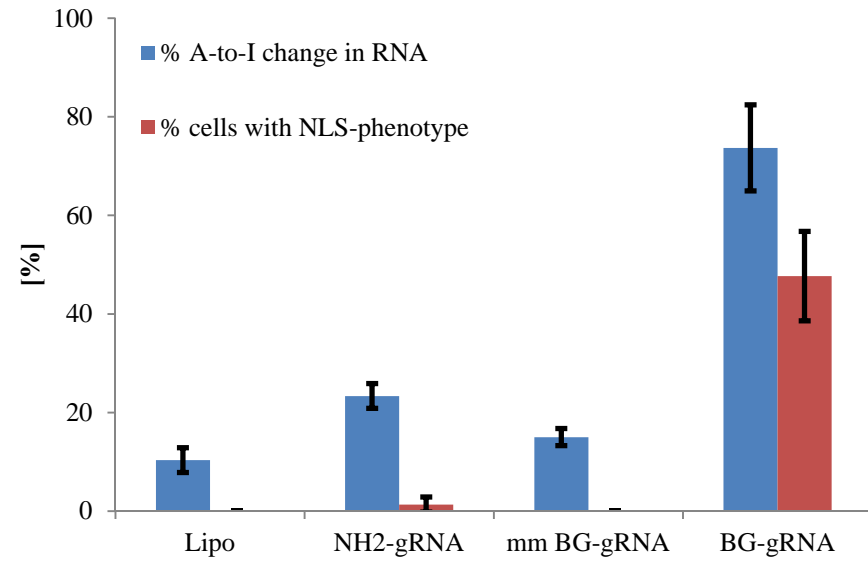 100
80
60
40
20
0
[%]
% A-to-I change in RNA
% cells with NLS-phenotype
Lipo
NH2-gRNA
mm BG-gRNA
BG-gRNA